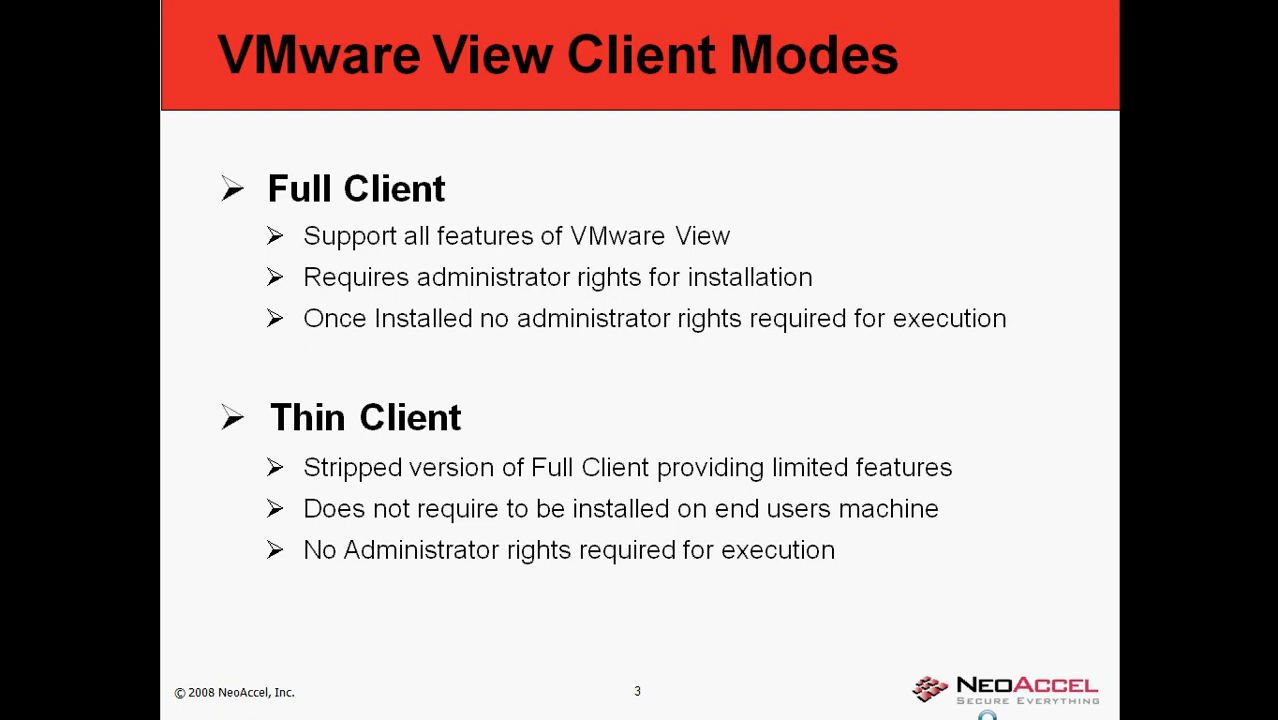 VMware View Client Modes
Full Client
Support all features of VMware View
Requires administrator rights for installation
Once Installed no administrator rights required for execution
Thin Client
Stripped version of Full Client providing limited features
Does not require to be installed on end users machine
No Administrator rights required for execution
© 2008 NeoAccel, Inc.
3
NEOACCEL
SECURE EVERYTHING